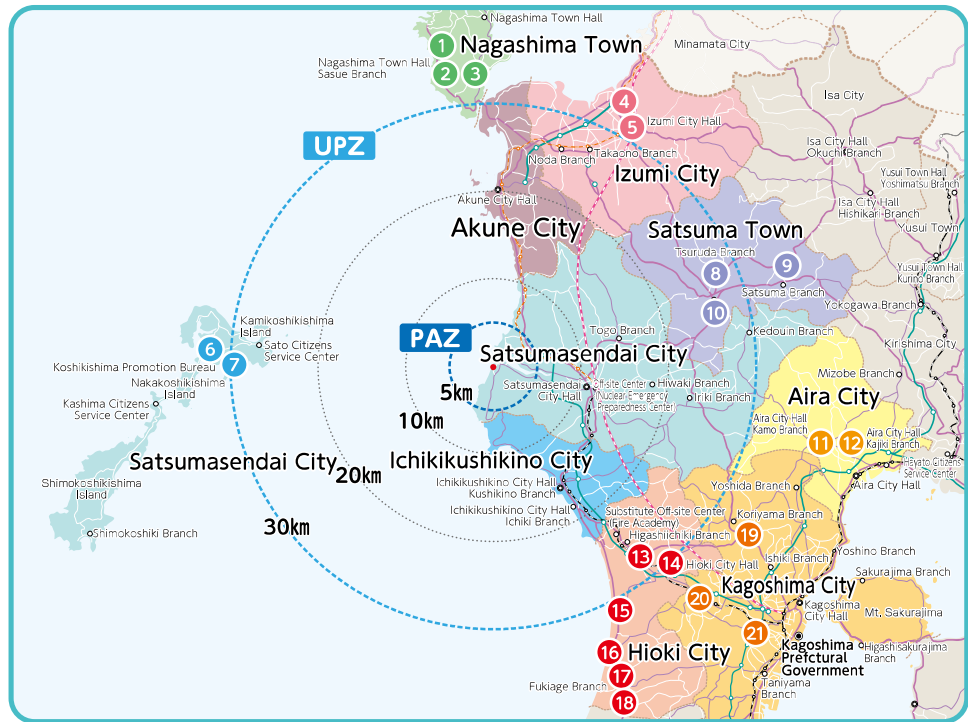 Nagashima Town Hall
1
Nagashima Town
Nagashima Town Hall
Sasue Branch
2
3
Minamata City
4
5
Izumi City Hall
Isa City
UPZ
Noda Branch
Takaono Branch
Isa City Hall
Okuchi Branch
Izumi City
Yusui Town Hall
Yoshimatsu Branch
Akune City Hall
Isa City Hall
Hishikari Branch
Akune City
Satsuma Town
Yusui Town
Tsuruda Branch
8
9
Yusui Town Hall
Kurino Branch
Satsuma Branch
10
Yokogawa Branch
Kamikoshikishima
Island
PAZ
Togo Branch
Kedouin Branch
Kirishima City
6
7
Sato Citizens
Service Center
Koshikishima Promotion Bureau
Satsumasendai City
Mizobe Branch
Nakakoshikishima
Island
5km
Satsumasendai
City Hall
Off-site Center
(Nuclear Emergency
Preparedness Center)
Hiwaki Branch
Iriki Branch
Aira City
Kashima Citizens
Service Center
10km
Aira City Hall
Kamo Branch
11
12
Aira City Hall
Kajiki Branch
Satsumasendai City
Ichikikushikino City
Hayato Citizens
Service Center
20km
Shimokoshikishima
Island
Ichikikushikino City Hall
Kushikino Branch
Yoshida Branch
Aira City Hall
Ichikikushikino City Hall
Ichiki Branch
Substitute Off-site Center
(Fire Academy)
Koriyama Branch
30km
Shimokoshiki Branch
Higashiichiki Branch
19
13
14
Hioki City Hall
Ishiki Branch
Yoshino Branch
Sakurajima Branch
Kagoshima City
20
15
Kagoshima
City Hall
Mt. Sakurajima
21
16
Hioki City
Kagoshima
Prefctural
Government
Higashisakurajima
Branch
17
Fukiage Branch
Taniyama
Branch
18